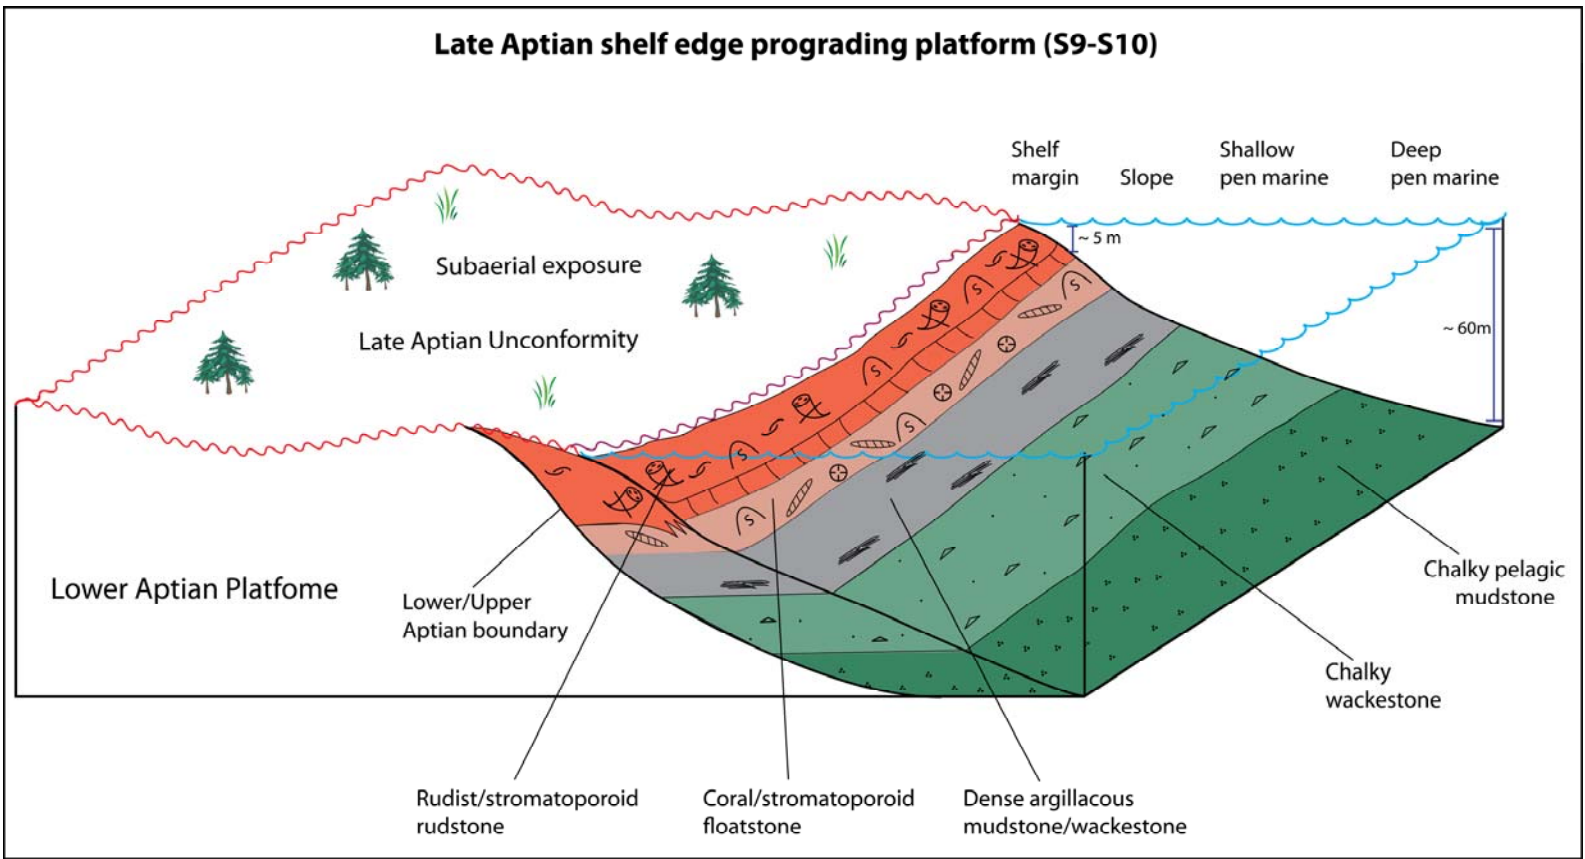 Late Aptian shelf edge prograding platform (S9-S10)
Shelf
margin
Slope
Shallow
pen marine
Deep
pen marine
~ 5 m
~ 60m
Subaerial exposure
Late Aptian Unconformity
Lower Aptian Platfome
Lower/Upper
Aptian boundary
Chalky pelagic
mudstone
Chalky
wackestone
Rudist/stromatoporoid
rudstone
Coral/stromatoporoid
floatstone
Dense argillacous
mudstone/wackestone